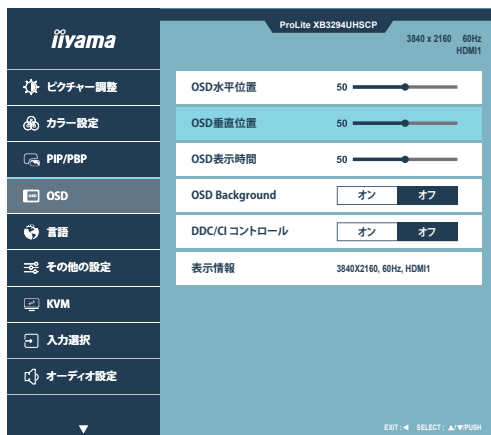 iiyama
ProLite XB3294UHSCP
3840 x 2160 60Hz
HDMI1
ピクチャー調整
カラー設定
PIP/PBP
OSD
言語
その他の設定
KVM
入力選択
オーディオ設定
▼
OSD水平位置 50
OSD垂直位置 50
OSD表示時間 50
OSD Background オン オフ
DDC/CI コントロール オン オフ
表示情報 3840X2160, 60Hz, HDMI1
EXIT : ◀ SELECT : ▲/▼/PUSH